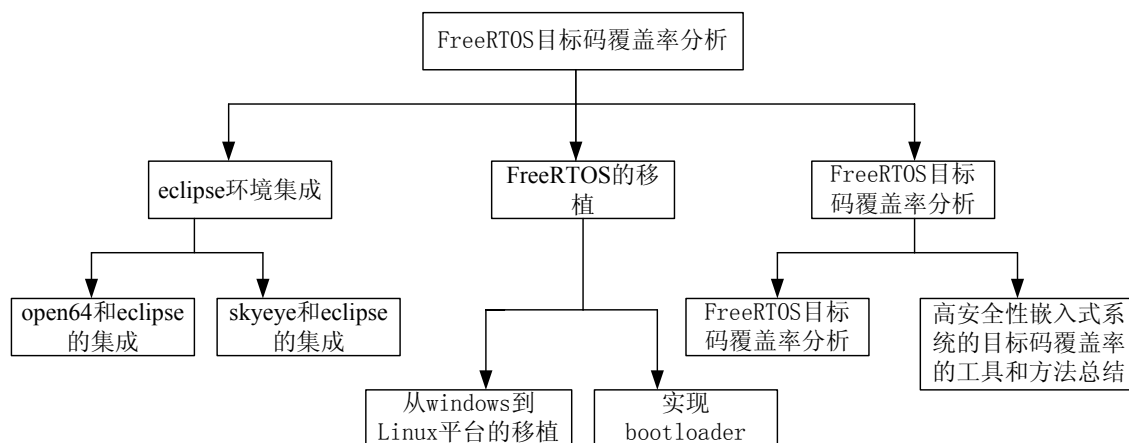 FreeRTOS目标码覆盖率分析
eclipse环境集成
FreeRTOS的移
植
FreeRTOS目标
码覆盖率分析
open64和eclipse
的集成
skyeye和eclipse
的集成
FreeRTOS目标
码覆盖率分析
高安全性嵌入式系
统的目标码覆盖率
的工具和方法总结
从windows到
Linux平台的移植
实现
bootloader